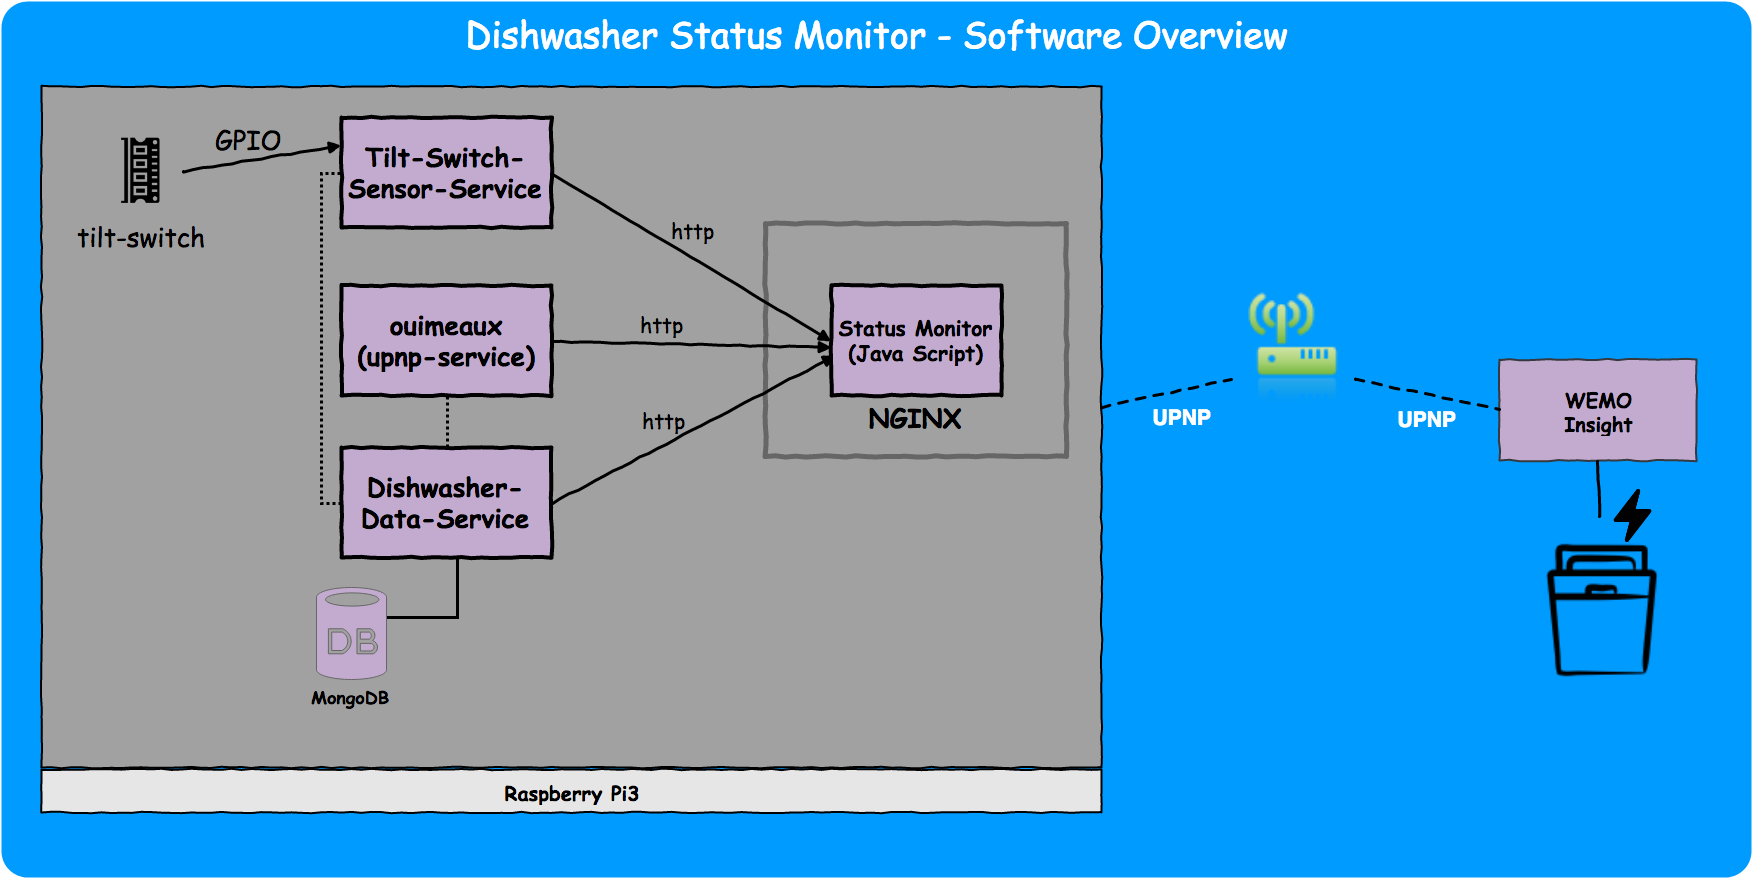 Dishwasher Status Monitor - Software Overview
GPIO
tilt-switch
Tilt-Switch-
Sensor-Service
http
ouimeaux
(upnp-service)
http
Status Monitor
(Java Script)
NGINX
http
Dishwasher-
Data-Service
DB
MongoDB
Raspberry Pi3
UPNP
UPNP
WEMO
Insight